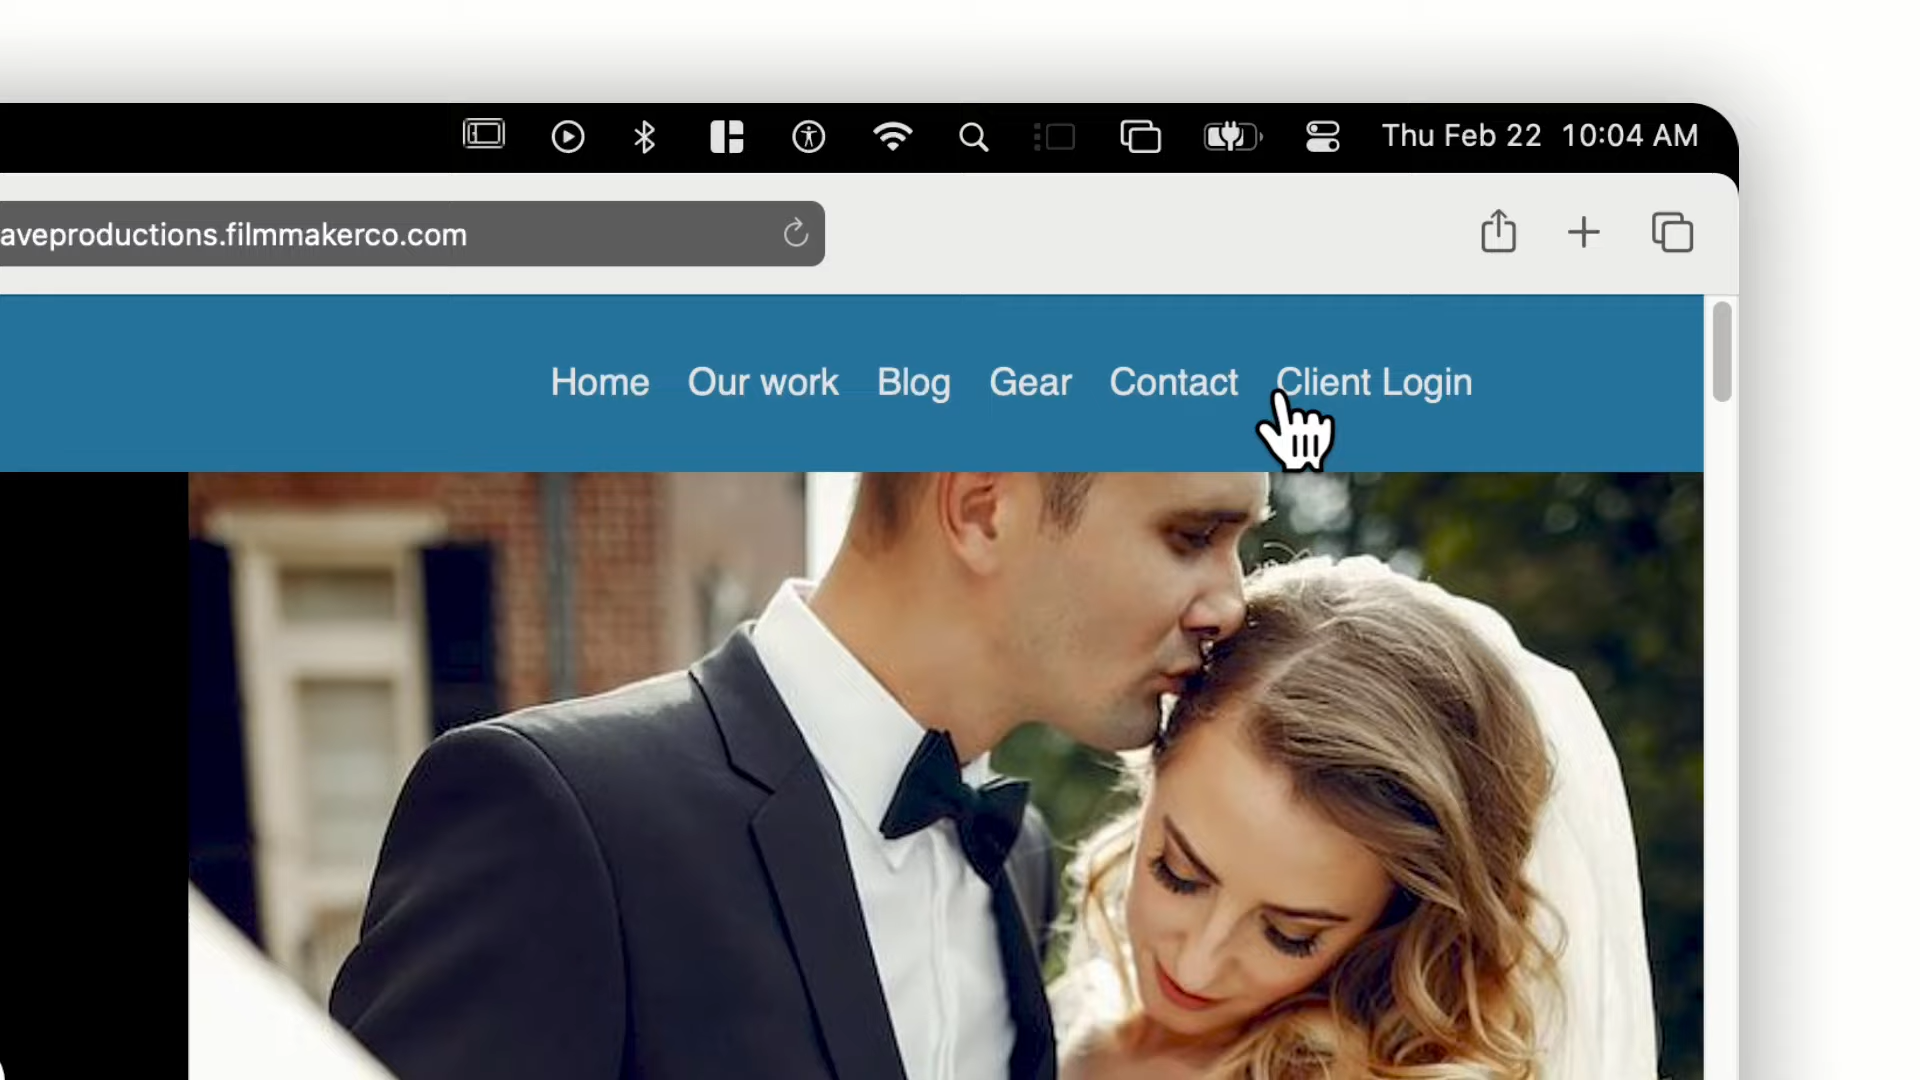 Thu Feb 22 10:04 AM
aveproductions.filmmakerco.com
Home Our work Blog Gear Contact Client Login